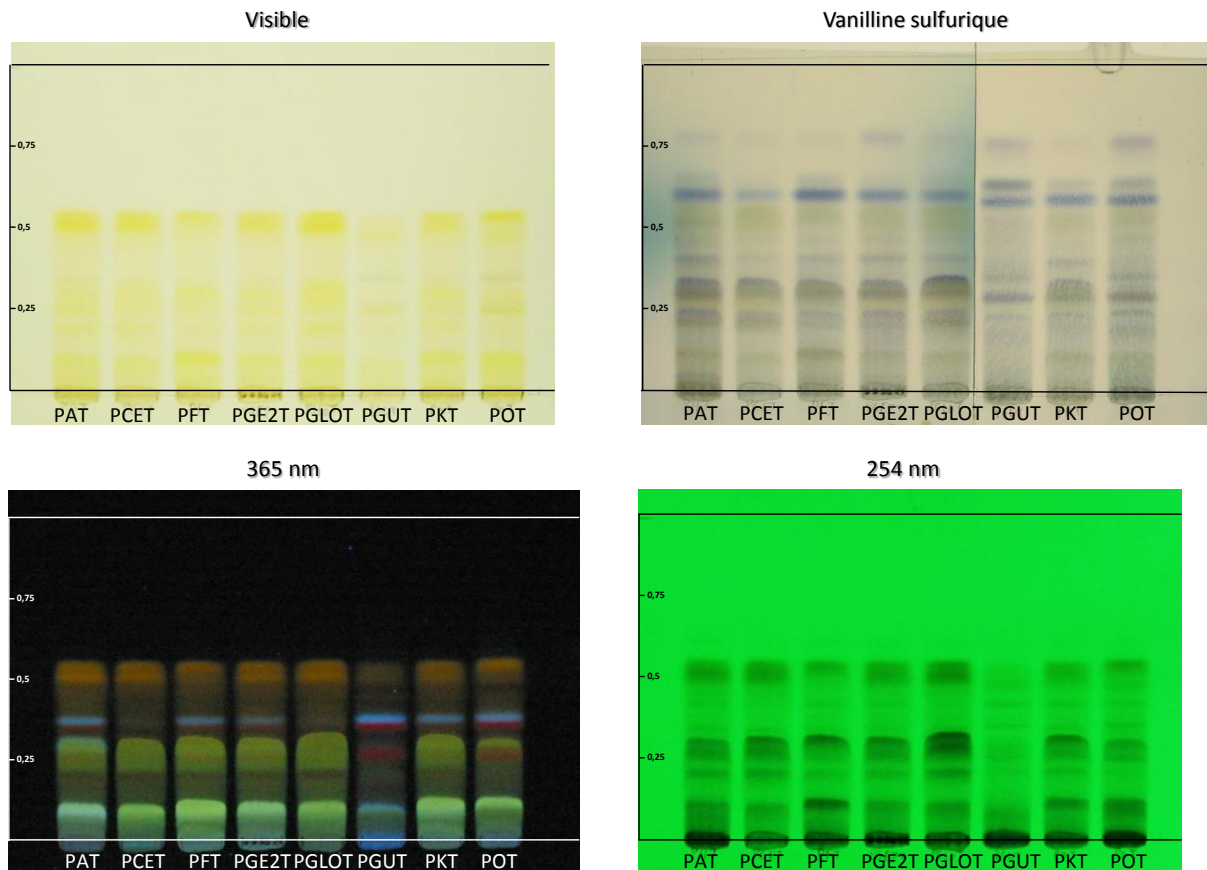 Visible
0,75
0,5
0,25
PAT PCET PFT PGE2T PGLOT PGUT PKT POT
Vanilline sulfurique
0,75
0,5
0,25
PAT PCET PFT PGE2T PGLOT PGUT PKT POT
365 nm
0,75
0,5
0,25
PAT PCET PFT PGE2T PGLOT PGUT PKT POT
254 nm
0,75
0,5
0,25
PAT PCET PFT PGE2T PGLOT PGUT PKT POT